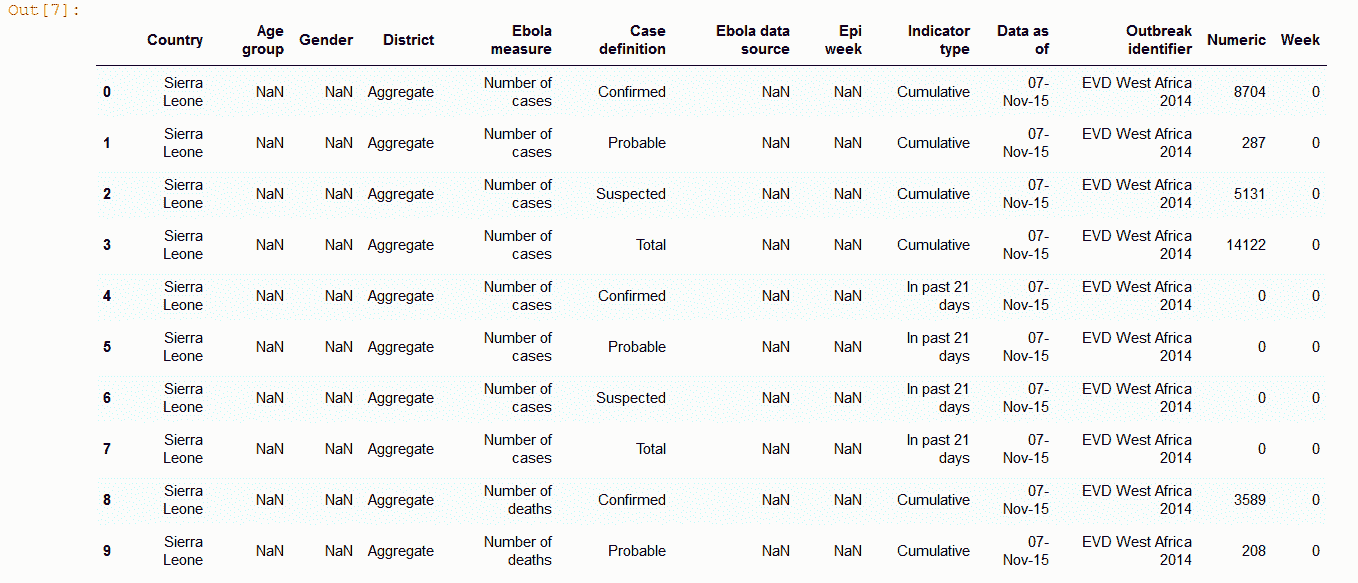 Out[7]:
Country Age group Gender District Ebola measure Case definition Ebola data source Epi week Indicator type Data as of Outbreak identifier Numeric Week
0 Sierra Leone NaN NaN Aggregate Number of cases Confirmed NaN NaN Cumulative 07-Nov-15 EVD West Africa 2014 8704 0
1 Sierra Leone NaN NaN Aggregate Number of cases Probable NaN NaN Cumulative 07-Nov-15 EVD West Africa 2014 287 0
2 Sierra Leone NaN NaN Aggregate Number of cases Suspected NaN NaN Cumulative 07-Nov-15 EVD West Africa 2014 5131 0
3 Sierra Leone NaN NaN Aggregate Number of cases Total NaN NaN Cumulative 07-Nov-15 EVD West Africa 2014 14122 0
4 Sierra Leone NaN NaN Aggregate Number of cases Confirmed NaN NaN In past 21 days 07-Nov-15 EVD West Africa 2014 0 0
5 Sierra Leone NaN NaN Aggregate Number of cases Probable NaN NaN In past 21 days 07-Nov-15 EVD West Africa 2014 0 0
6 Sierra Leone NaN NaN Aggregate Number of cases Suspected NaN NaN In past 21 days 07-Nov-15 EVD West Africa 2014 0 0
7 Sierra Leone NaN NaN Aggregate Number of cases Total NaN NaN In past 21 days 07-Nov-15 EVD West Africa 2014 0 0
8 Sierra Leone NaN NaN Aggregate Number of deaths Confirmed NaN NaN Cumulative 07-Nov-15 EVD West Africa 2014 3589 0
9 Sierra Leone NaN NaN Aggregate Number of deaths Probable NaN NaN Cumulative 07-Nov-15 EVD West Africa 2014 208 0